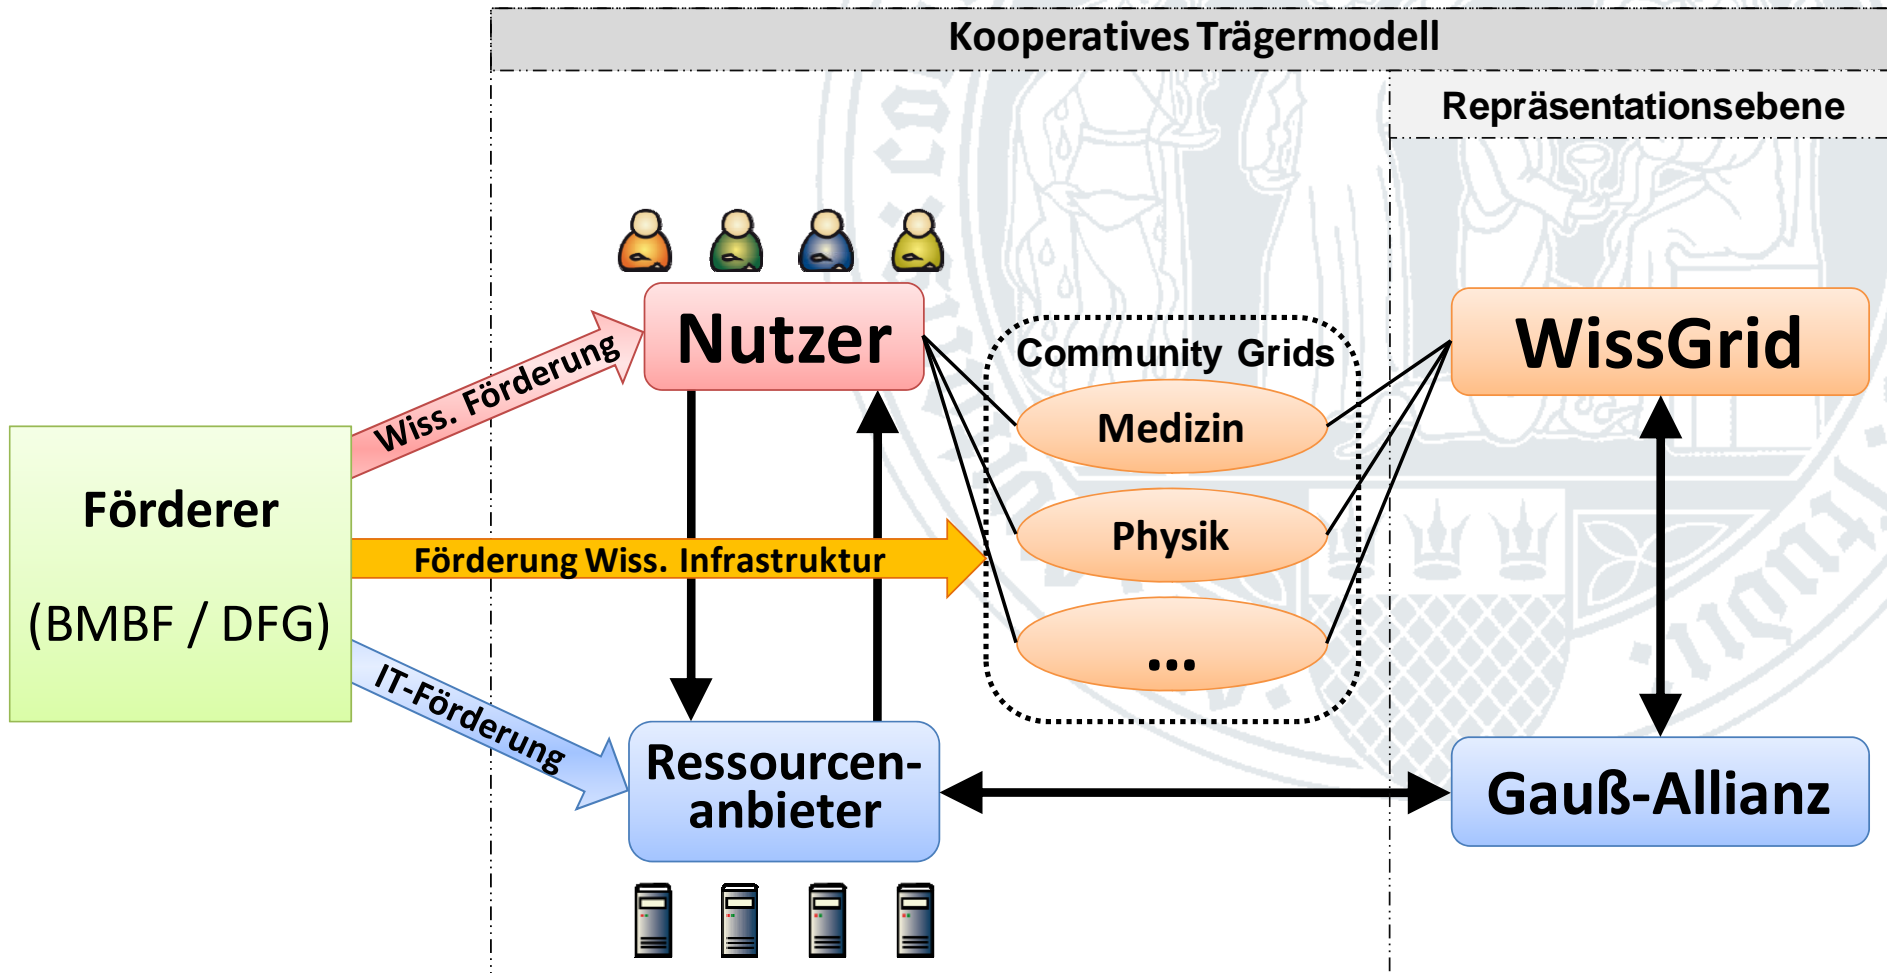 Kooperatives Trägermodell
Repräsentationsebene
Nutzer
Community Grids
WissGrid
Wiss. Förderung
Medizin
Förderer
Physik
Förderung Wiss. Infrastruktur
(BMBF / DFG)
...
IT-Förderung
Ressourcen-
anbieter
Gauß-Allianz